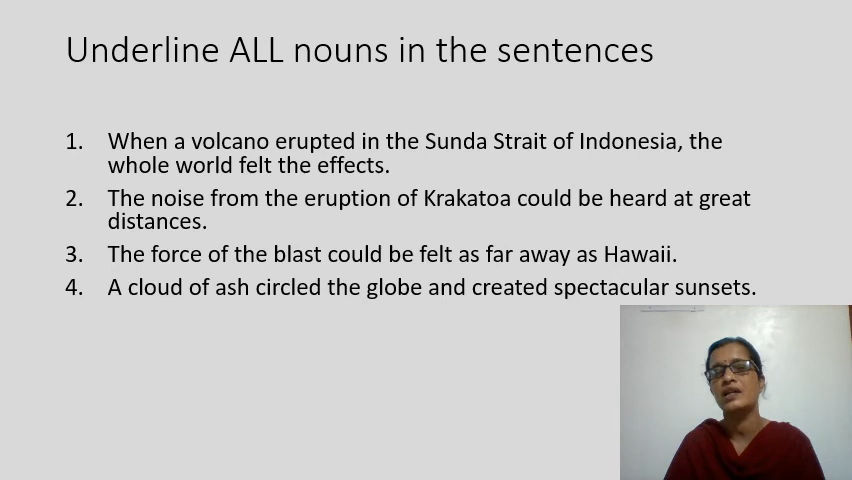 Underline ALL nouns in the sentences
1. When a volcano erupted in the Sunda Strait of Indonesia, the
whole world felt the effects.
2. The noise from the eruption of Krakatoa could be heard at great
distances.
3. The force of the blast could be felt as far away as Hawaii.
4. A cloud of ash circled the globe and created spectacular sunsets.